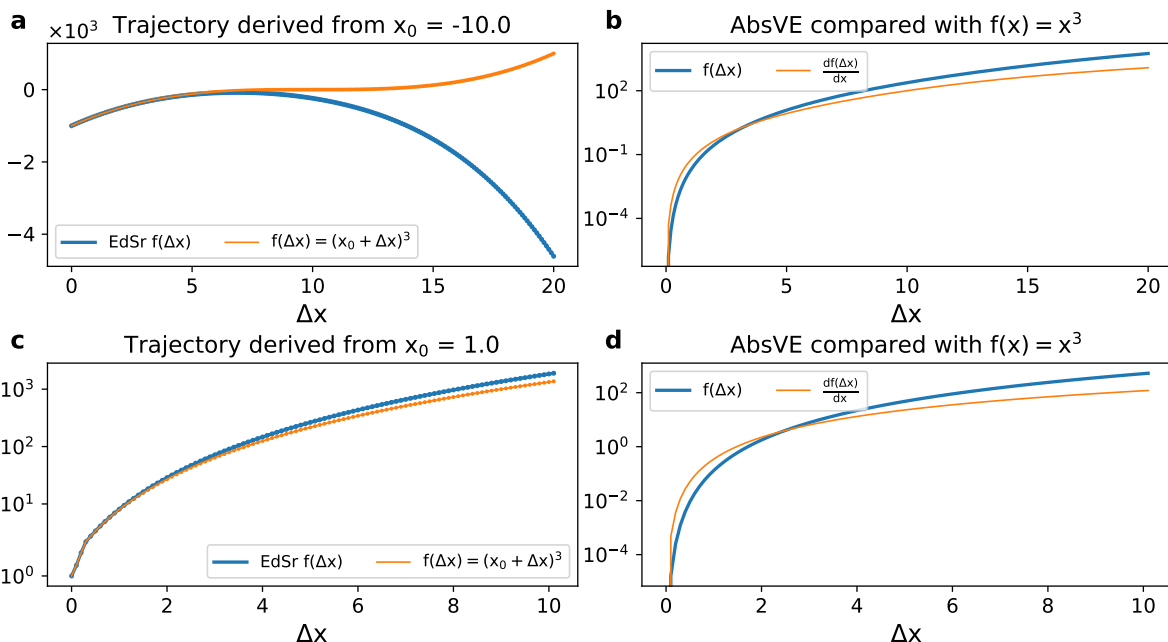 a
Trajectory derived from x₀ = -10.0
×10³
0
−2
−4
EdSr f(Δx)
f(Δx) = (x₀ + Δx)³
0 5 10 15 20
Δx
b
AbsVE compared with f(x) = x³
f(Δx)
df(Δx)/dx
10²
10⁻¹
10⁻⁴
0 5 10 15 20
Δx
c
Trajectory derived from x₀ = 1.0
10³
10²
10¹
10⁰
EdSr f(Δx)
f(Δx) = (x₀ + Δx)³
0 2 4 6 8 10
Δx
d
AbsVE compared with f(x) = x³
f(Δx)
df(Δx)/dx
10²
10⁰
10⁻²
10⁻⁴
0 2 4 6 8 10
Δx